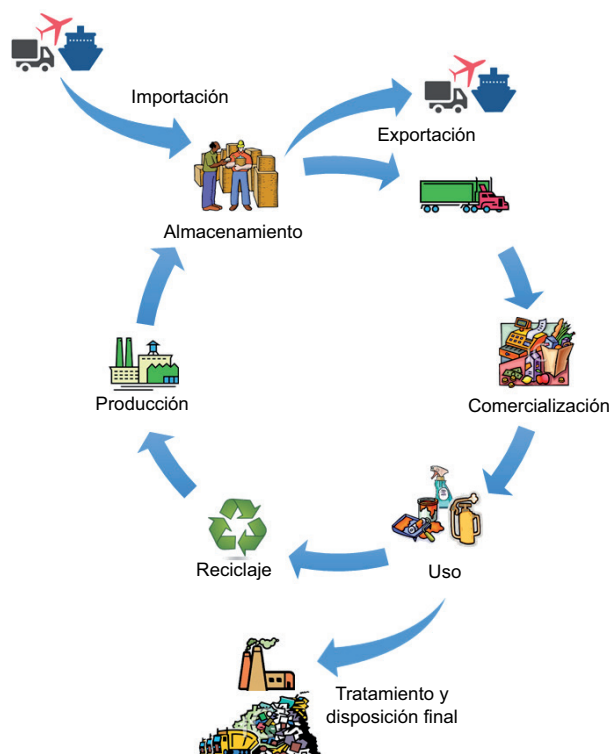 Importación
Exportación
Almacenamiento
Producción
Comercialización
Reciclaje
Uso
Tratamiento y
disposición final